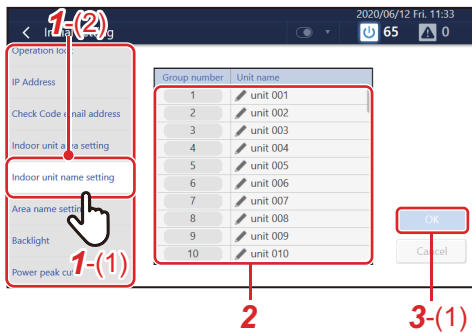 2020/06/12 Fri. 11:33
1-(2)
65
0
Operation lock
IP Address
Check Code email address
Indoor unit area setting
Indoor unit name setting
Area name setting
Backlight
Power peak cut
1-(1)
Group number Unit name
1 unit 001
2 unit 002
3 unit 003
4 unit 004
5 unit 005
6 unit 006
7 unit 007
8 unit 008
9 unit 009
10 unit 010
OK
Cancel
2
3-(1)